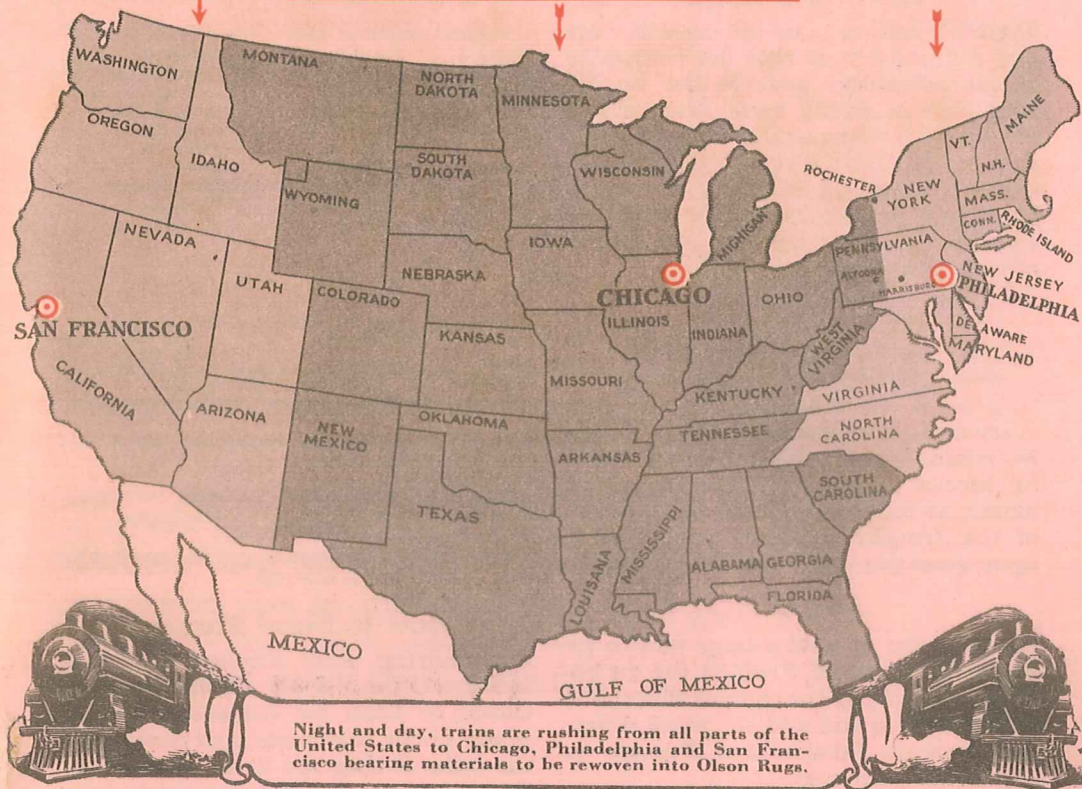 WASHINGTON
MONTANA
NORTH
DAKOTA
MINNESOTA
MAINE
OREGON
IDAHO
SOUTH
DAKOTA
WISCONSIN
VT.
N.H.
ROCHESTER
NEW
YORK
MASS.
CONN.
RHODE ISLAND
WYOMING
MICHIGAN
NEVADA
IOWA
PENNSYLVANIA
ALTOONA
HARRISBURG
NEW JERSEY
PHILADELPHIA
UTAH
COLORADO
NEBRASKA
CHICAGO
ILLINOIS
INDIANA
OHIO
SAN FRANCISCO
KANSAS
WEST
VIRGINIA
DELAWARE
MARYLAND
CALIFORNIA
MISSOURI
KENTUCKY
VIRGINIA
ARIZONA
NEW
MEXICO
OKLAHOMA
TENNESSEE
NORTH
CAROLINA
ARKANSAS
SOUTH
CAROLINA
TEXAS
LOUISANA
MISSISSIPPI
ALABAMA
GEORGIA
FLORIDA
MEXICO
GULF OF MEXICO
Night and day, trains are rushing from all parts of the
United States to Chicago, Philadelphia and San Fran-
cisco bearing materials to be rewoven into Olson Rugs.